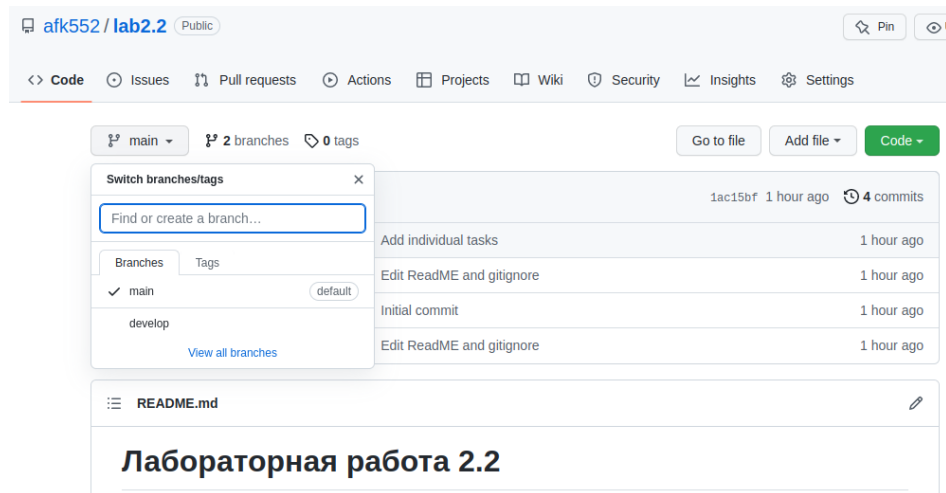 afk552 / lab2.2 Public Pin
Code Issues Pull requests Actions Projects Wiki Security Insights Settings
main 2 branches 0 tags Go to file Add file Code
Switch branches/tags
1ac15bf 1 hour ago 4 commits
Find or create a branch…
Add individual tasks 1 hour ago
Branches Tags
Edit ReadME and gitignore 1 hour ago
main default
Initial commit 1 hour ago
develop
Edit ReadME and gitignore 1 hour ago
View all branches
README.md
Лабораторная работа 2.2